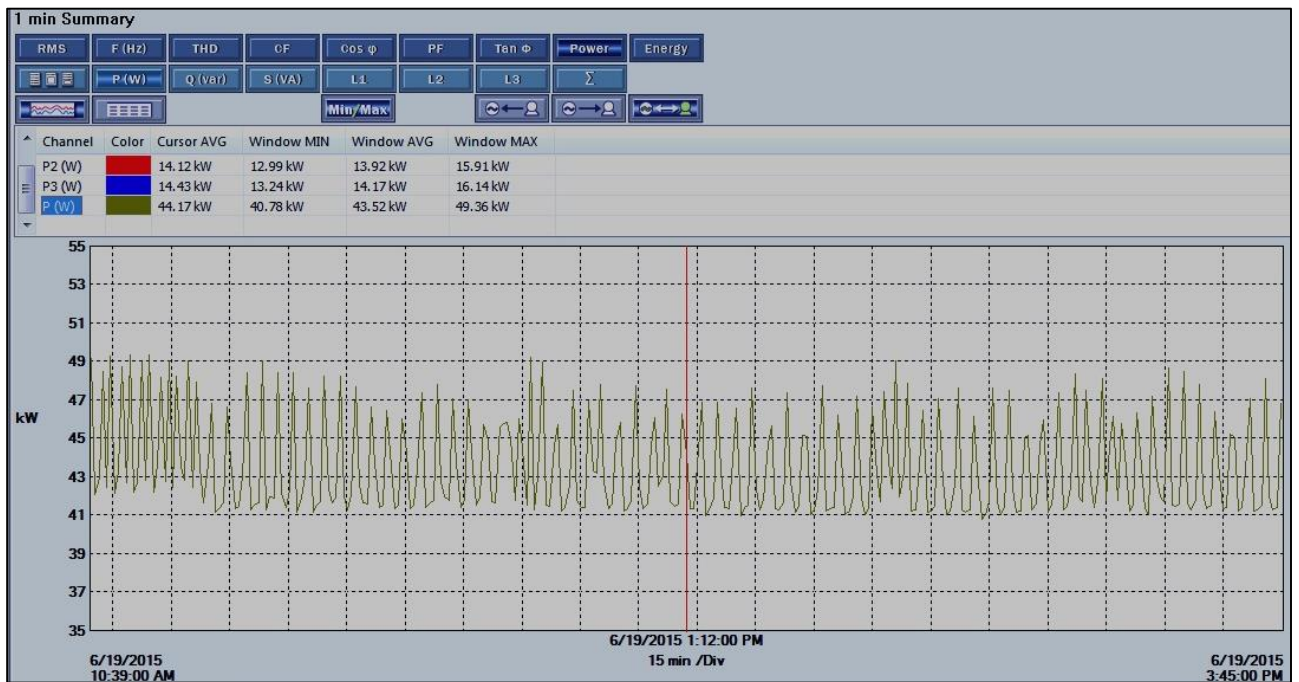 1 min Summary
RMS F (Hz) THD CF Cos φ PF Tan Φ Power Energy
P (W) Q (var) S (VA) L1 L2 L3 Σ
Min/Max
Channel Color Cursor AVG Window MIN Window AVG Window MAX
P2 (W) 14.12 kW 12.99 kW 13.92 kW 15.91 kW
P3 (W) 14.43 kW 13.24 kW 14.17 kW 16.14 kW
P (W) 44.17 kW 40.78 kW 43.52 kW 49.36 kW
55
53
51
49
47
kW
45
43
41
39
37
35
6/19/2015 1:12:00 PM
6/19/2015 15 min /Div 6/19/2015
10:39:00 AM 3:45:00 PM